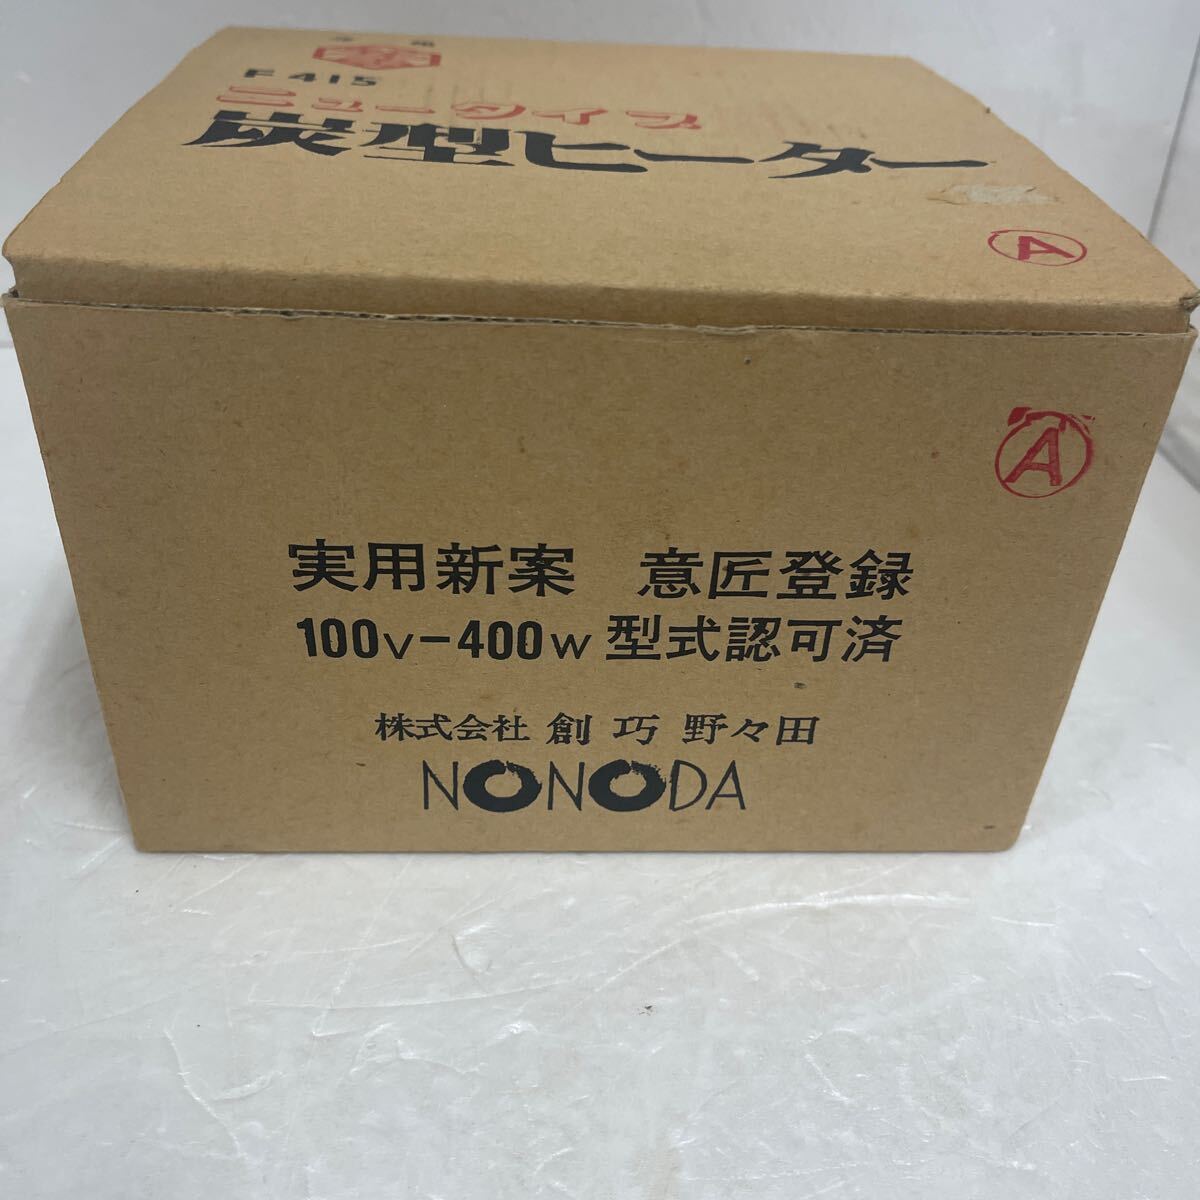 F 415
ニュータイプ
炭型ヒーター
A
A
実用新案 意匠登録
100V-400W 型式認可済
株式会社 創巧 野々田
NONODA